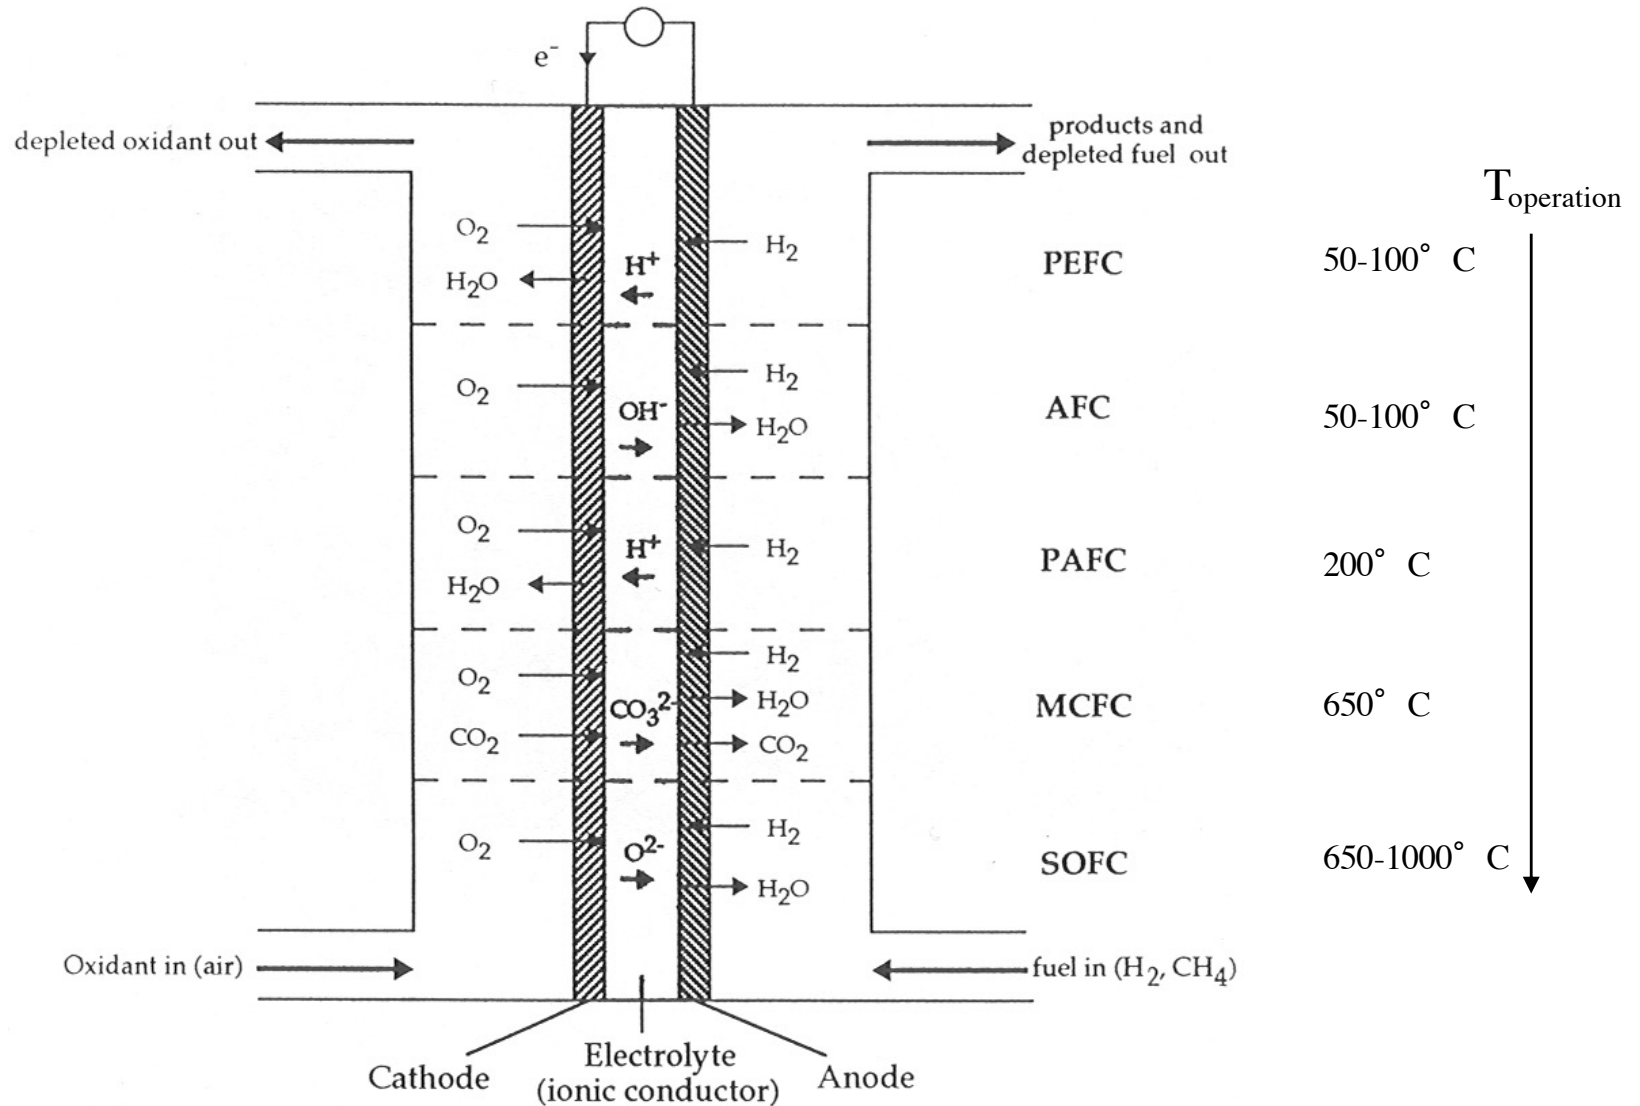 e⁻
depleted oxidant out
products and
depleted fuel out
T_operation
O₂
H₂O
H⁺
H₂
PEFC
50-100° C
O₂
OH⁻
H₂
H₂O
AFC
50-100° C
O₂
H₂O
H⁺
H₂
PAFC
200° C
O₂
CO₂
CO₃²⁻
H₂
H₂O
CO₂
MCFC
650° C
O₂
O²⁻
H₂
H₂O
SOFC
650-1000° C
Oxidant in (air)
fuel in (H₂, CH₄)
Cathode
Electrolyte
(ionic conductor)
Anode